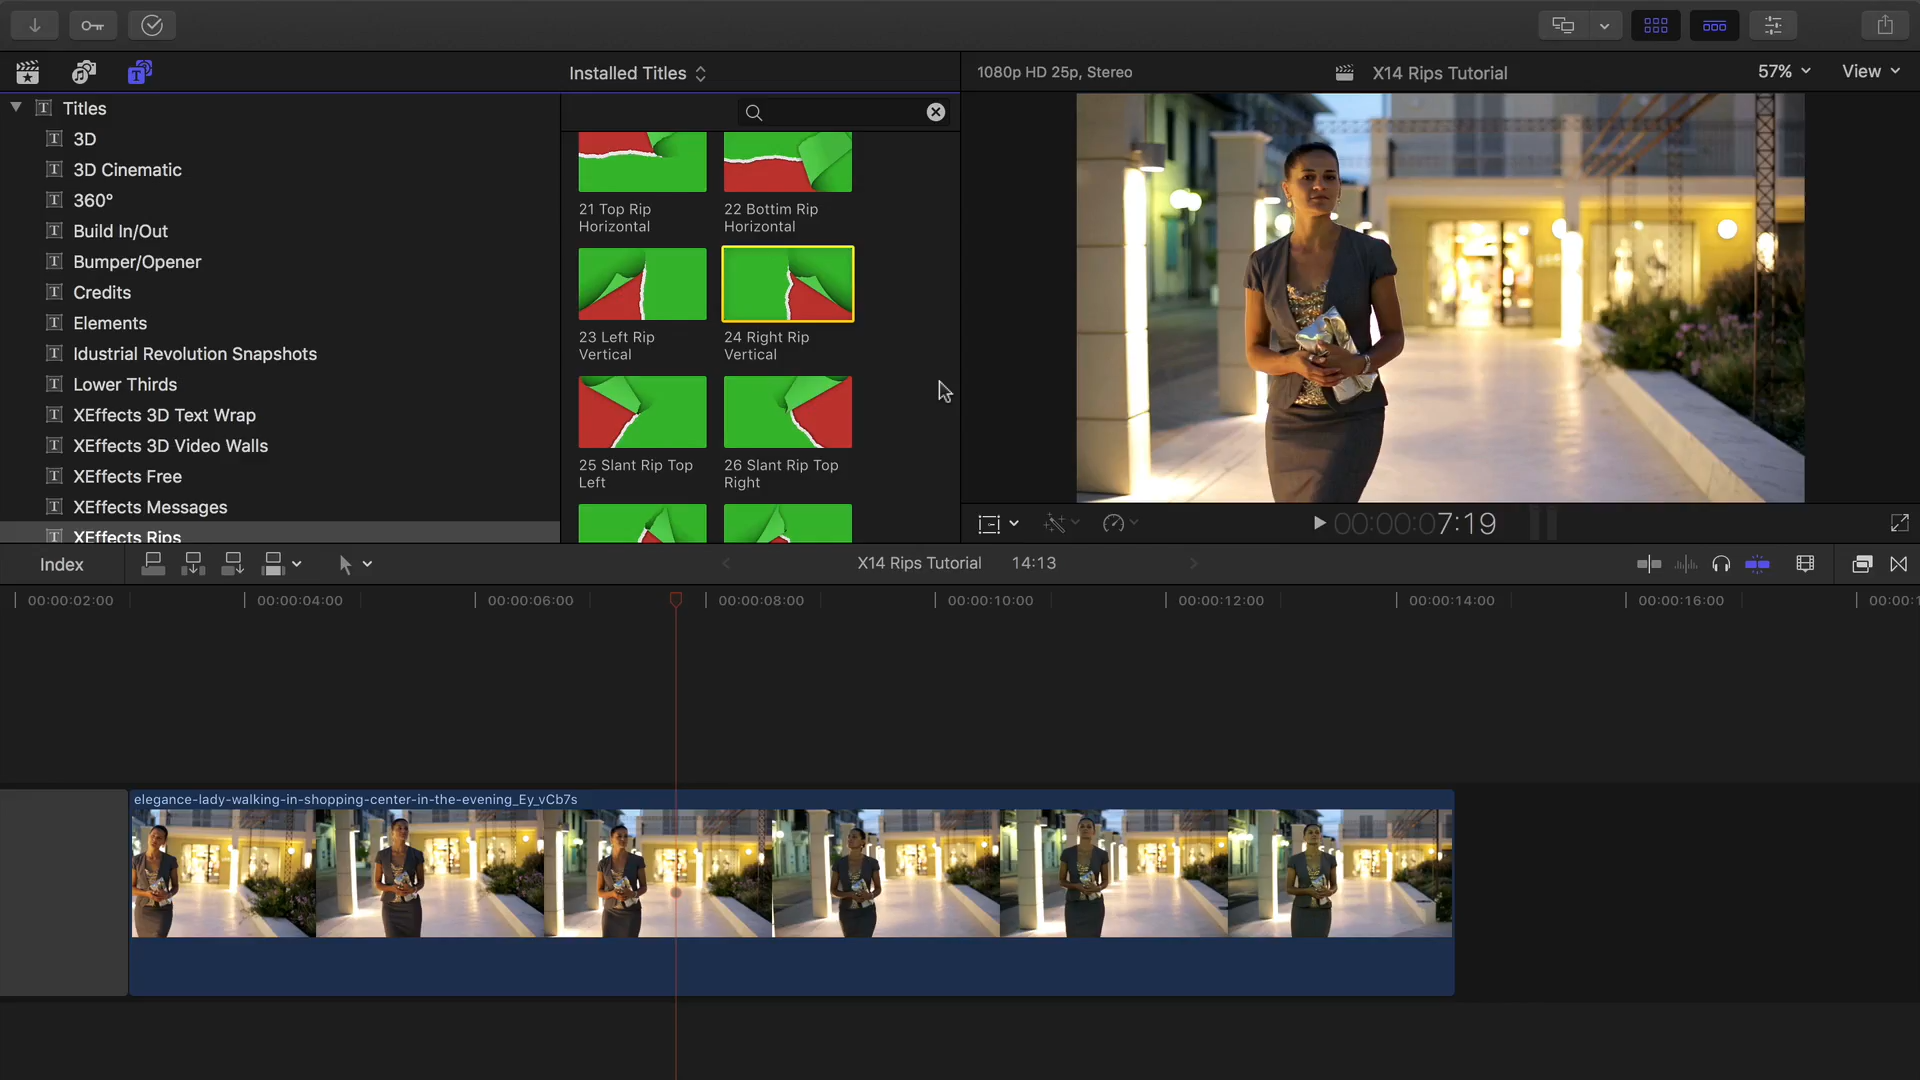 Installed Titles
1080p HD 25p, Stereo
X14 Rips Tutorial
57%
View
Titles
3D
3D Cinematic
360°
Build In/Out
Bumper/Opener
Credits
Elements
Idustrial Revolution Snapshots
Lower Thirds
XEffects 3D Text Wrap
XEffects 3D Video Walls
XEffects Free
XEffects Messages
XEffects Rips
21 Top Rip
Horizontal
22 Bottim Rip
Horizontal
23 Left Rip
Vertical
24 Right Rip
Vertical
25 Slant Rip Top
Left
26 Slant Rip Top
Right
00:00:07:19
Index
X14 Rips Tutorial
14:13
00:00:02:00
00:00:04:00
00:00:06:00
00:00:08:00
00:00:10:00
00:00:12:00
00:00:14:00
00:00:16:00
00:00:1
elegance-lady-walking-in-shopping-center-in-the-evening_Ey_vCb7s